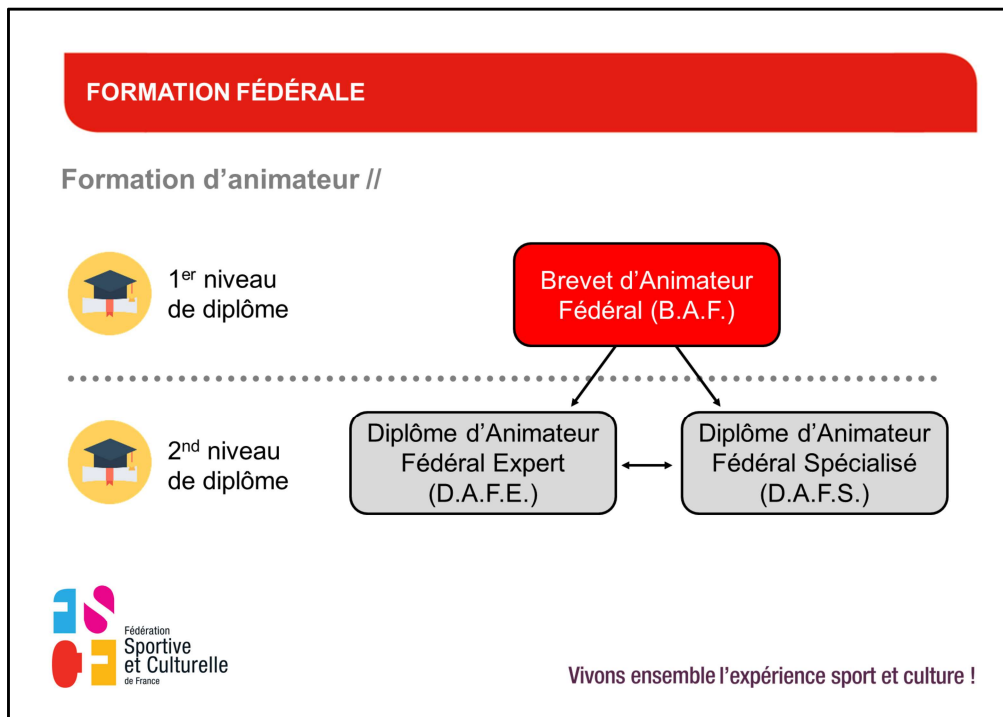 FORMATION FÉDÉRALE
Formation d'animateur //
1er niveau
de diplôme
Brevet d'Animateur
Fédéral (B.A.F.)
2nd niveau
de diplôme
Diplôme d'Animateur
Fédéral Expert
(D.A.F.E.)
Diplôme d'Animateur
Fédéral Spécialisé
(D.A.F.S.)
FSCF
Fédération
Sportive
et Culturelle
de France
Vivons ensemble l'expérience sport et culture !